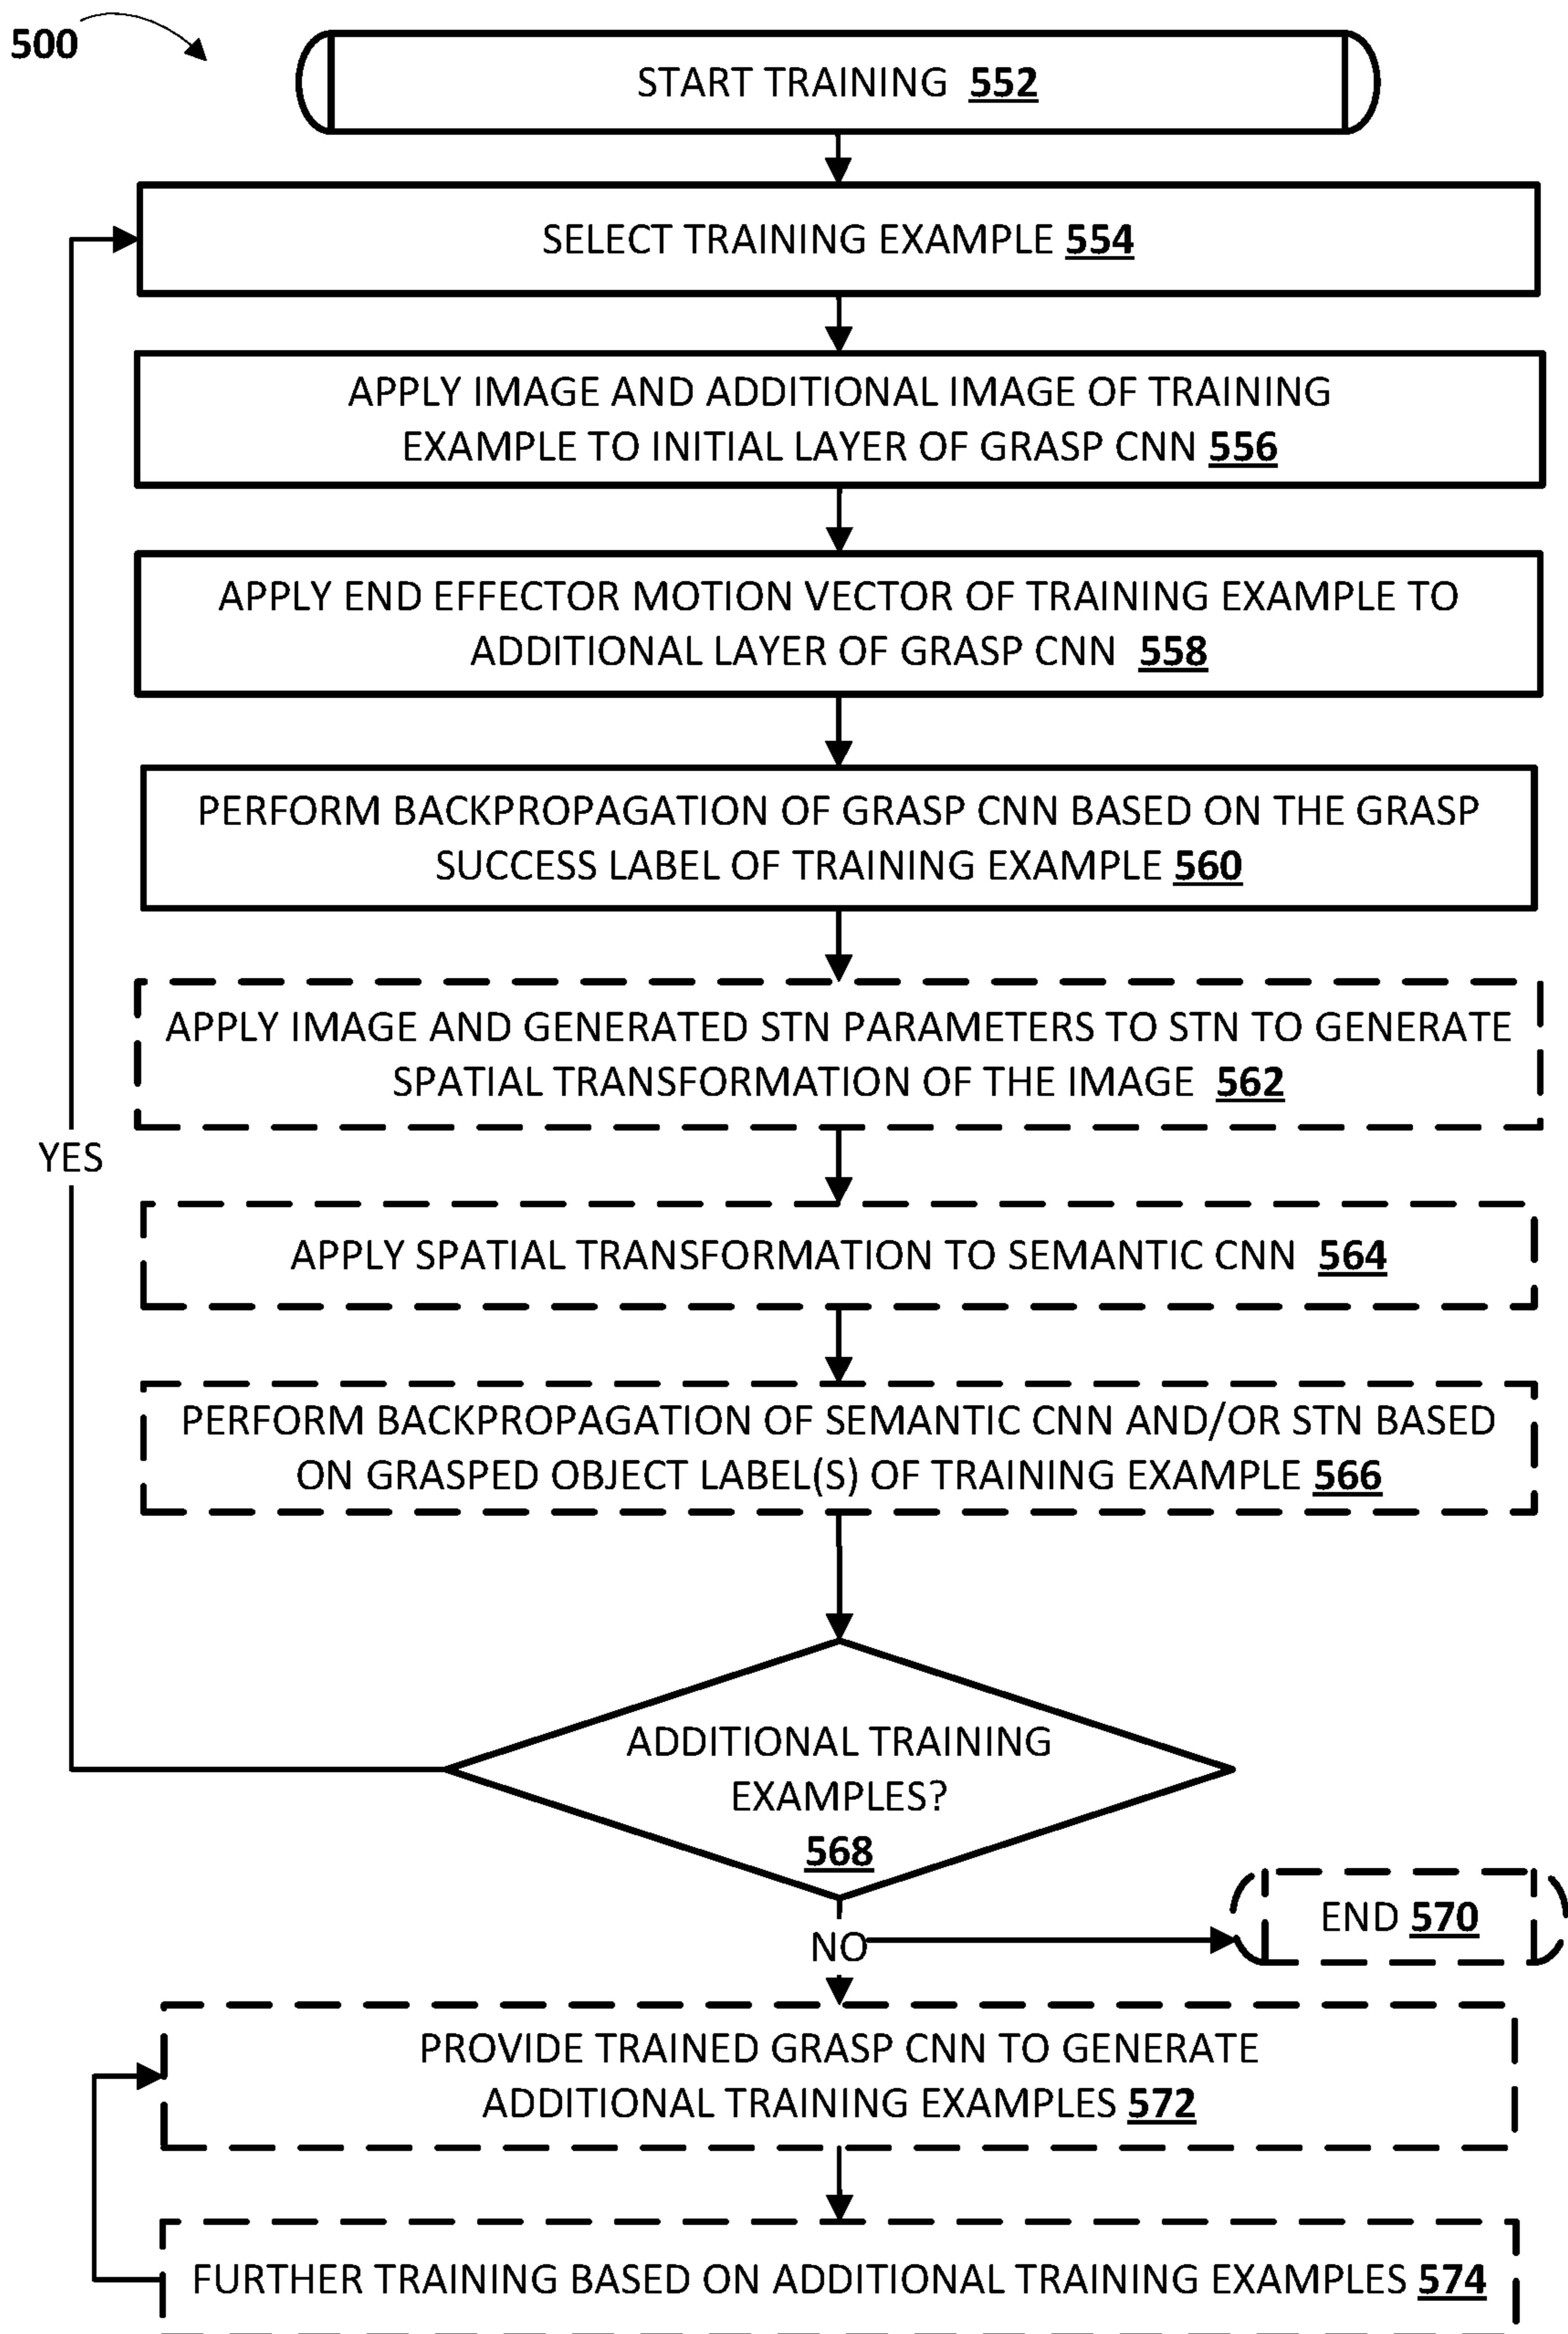 500
START TRAINING 552
SELECT TRAINING EXAMPLE 554
APPLY IMAGE AND ADDITIONAL IMAGE OF TRAINING
EXAMPLE TO INITIAL LAYER OF GRASP CNN 556
APPLY END EFFECTOR MOTION VECTOR OF TRAINING EXAMPLE TO
ADDITIONAL LAYER OF GRASP CNN 558
PERFORM BACKPROPAGATION OF GRASP CNN BASED ON THE GRASP
SUCCESS LABEL OF TRAINING EXAMPLE 560
APPLY IMAGE AND GENERATED STN PARAMETERS TO STN TO GENERATE
SPATIAL TRANSFORMATION OF THE IMAGE 562
YES
APPLY SPATIAL TRANSFORMATION TO SEMANTIC CNN 564
PERFORM BACKPROPAGATION OF SEMANTIC CNN AND/OR STN BASED
ON GRASPED OBJECT LABEL(S) OF TRAINING EXAMPLE 566
ADDITIONAL TRAINING
EXAMPLES?
568
END 570
NO
PROVIDE TRAINED GRASP CNN TO GENERATE
ADDITIONAL TRAINING EXAMPLES 572
FURTHER TRAINING BASED ON ADDITIONAL TRAINING EXAMPLES 574